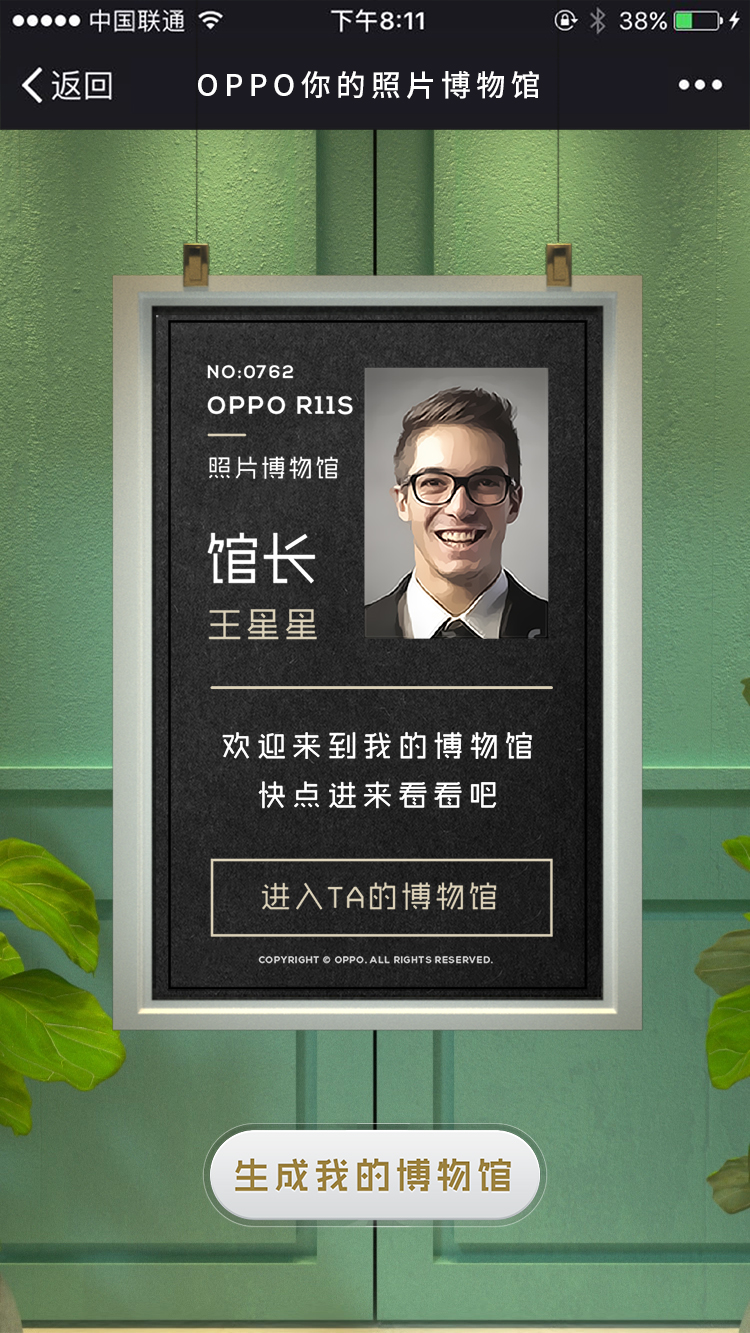 中国联通
下午8:11
38%
返回
OPPO你的照片博物馆
NO:0762
OPPO R11S
照片博物馆
馆长
王星星
欢迎来到我的博物馆
快点进来看看吧
进入TA的博物馆
COPYRIGHT © OPPO. ALL RIGHTS RESERVED.
生成我的博物馆